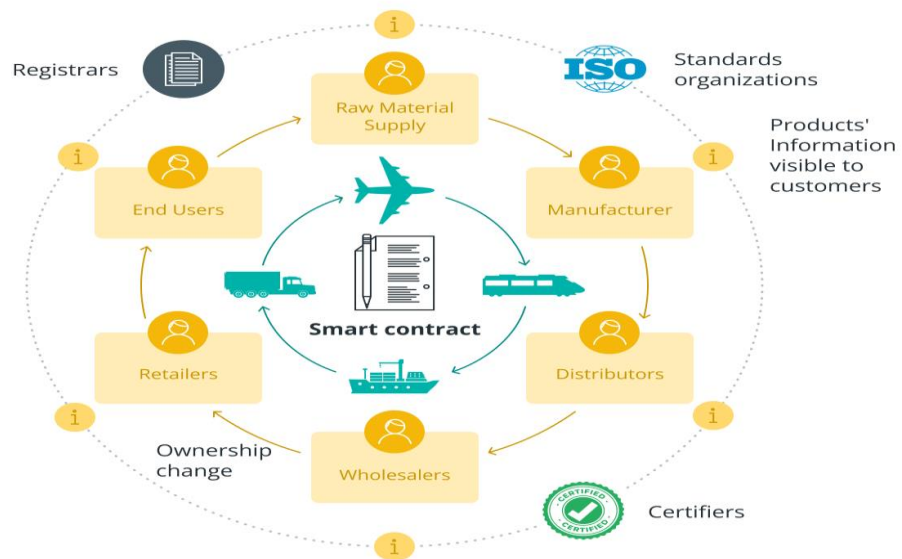 Registrars
ISO
Standards
organizations
Raw Material
Supply
Products'
Information
visible to
customers
End Users
Manufacturer
Smart contract
Retailers
Distributors
Ownership
change
Wholesalers
CERTIFIED
CERTIFIED
Certifiers
i
i
i
i
i
i